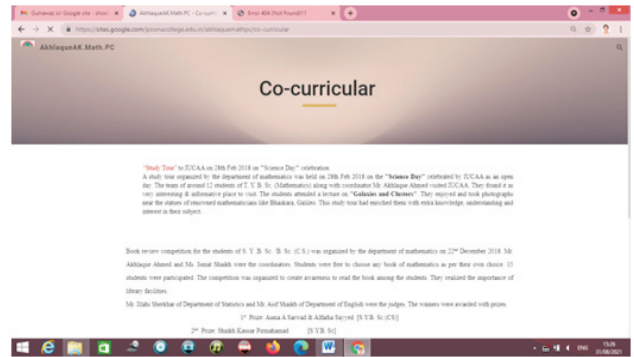 Gulnawaz on Google site - short
AkhlaqueAK.Math.PC - Co-curri
Error 404 (Not Found)!!1
https://sites.google.com/poonacollege.edu.in/akhlaquemathpc/co-curricular
AkhlaqueAK.Math.PC
Co-curricular
"Study Tour" to IUCAA on 28th Feb 2018 on "Science Day" celebration.
A study tour organized by the department of mathematics was held on 28th Feb 2018 on the "Science Day" celebrated by IUCAA as an open
day. The team of around 12 students of T. Y. B. Sc. (Mathematics) along with coordinator Mr. Akhlaque Ahmed visited IUCAA. They found it as
very interesting & informative place to visit. The students attended a lecture on "Galaxies and Clusters". They enjoyed and took photographs
near the statues of renowned mathematicians like Bhaskara, Galileo. This study tour had enriched them with extra knowledge, understanding and
interest in their subject.
Book review competition for the students of S. Y. B. Sc. /B. Sc. (C.S.) was organized by the department of mathematics on 22nd December 2018. Mr.
Akhlaque Ahmed and Ms. Ismat Shaikh were the coordinators. Students were free to choose any book of mathematics as per their own choice. 15
students were participated. The competition was organized to create awareness to read the book among the students. They realized the importance of
library facilities.
Mr. Illahi Sherkhar of Department of Statistics and Mr. Asif Shaikh of Department of English were the judges. The winners were awarded with prizes.
1st Prize: Asma A Sarwad & Alfisha Sayyed [S.Y.B. Sc (CS)]
2nd Prize: Shaikh Kausar [S.Y.B. Sc]
ENG
15:26
31/08/2021